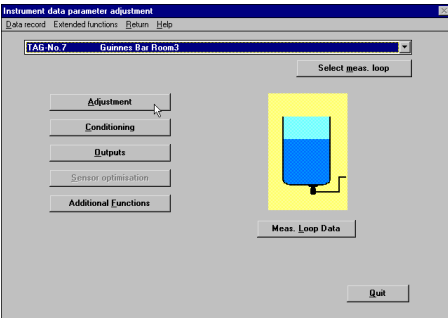 Instrument data parameter adjustment
Data record Extended functions Return Help
TAG-No.7 Guinnes Bar Room3
Select meas. loop
Adjustment
Conditioning
Outputs
Sensor optimisation
Additional Functions
Meas. Loop Data
Quit